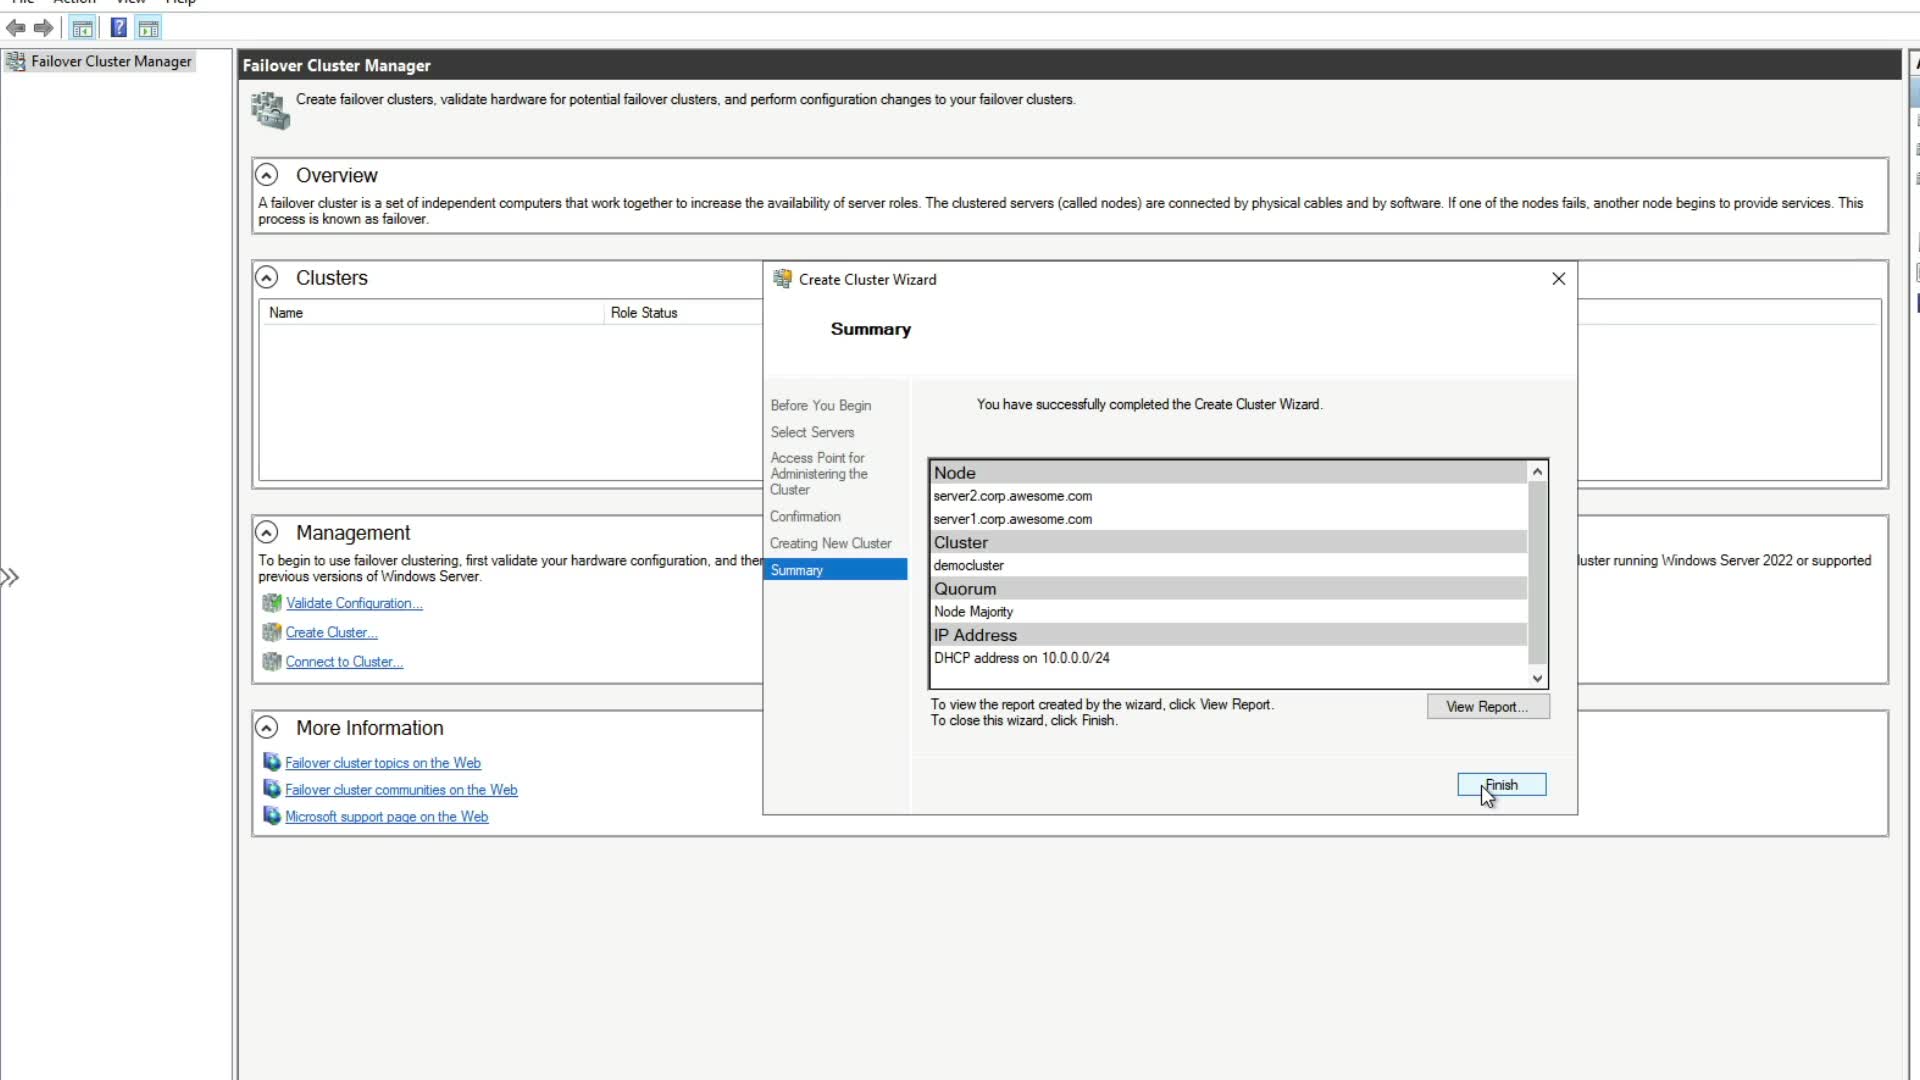 Action
View
Help
Failover Cluster Manager
Failover Cluster Manager
Create failover clusters, validate hardware for potential failover clusters, and perform configuration changes to your failover clusters.
Overview
A failover cluster is a set of independent computers that work together to increase the availability of server roles. The clustered servers (called nodes) are connected by physical cables and by software. If one of the nodes fails, another node begins to provide services. This
process is known as failover.
Clusters
Name Role Status
Management
To begin to use failover clustering, first validate your hardware configuration, and then
previous versions of Windows Server.
luster running Windows Server 2022 or supported
Validate Configuration...
Create Cluster...
Connect to Cluster...
More Information
Failover cluster topics on the Web
Failover cluster communities on the Web
Microsoft support page on the Web
Create Cluster Wizard
Summary
Before You Begin
Select Servers
Access Point for
Administering the
Cluster
Confirmation
Creating New Cluster
Summary
You have successfully completed the Create Cluster Wizard.
Node
server2.corp.awesome.com
server1.corp.awesome.com
Cluster
democluster
Quorum
Node Majority
IP Address
DHCP address on 10.0.0.0/24
To view the report created by the wizard, click View Report.
To close this wizard, click Finish.
View Report...
Finish